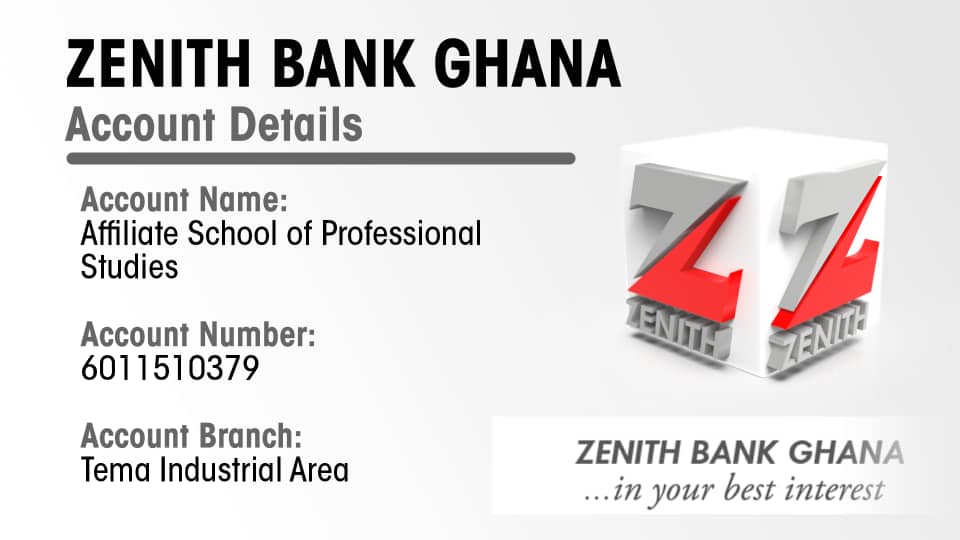 ZENITH BANK GHANA
Account Details
Account Name:
Affiliate School of Professional
Studies
Account Number:
6011510379
Account Branch:
Tema Industrial Area
ZENITH
ZENITH
ZENITH BANK GHANA
...in your best interest